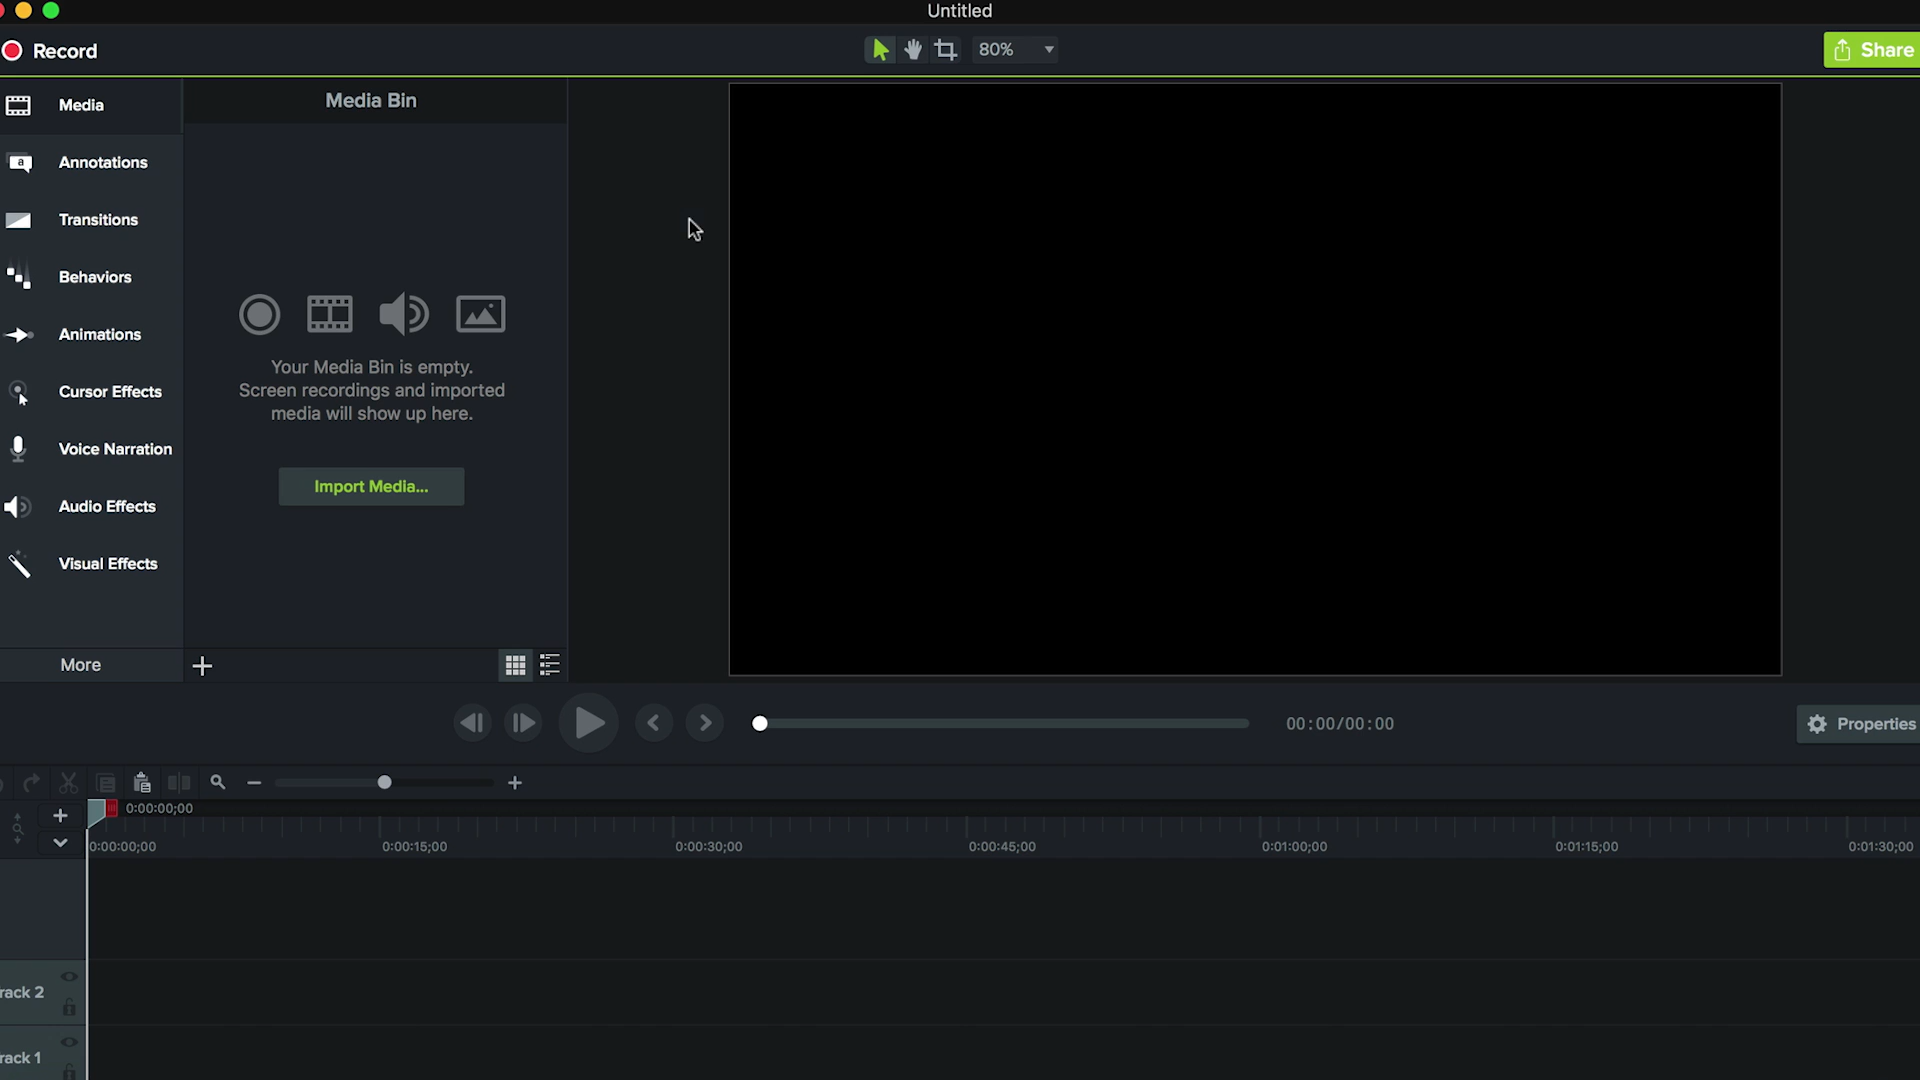 Untitled
Record
80%
Share
Media
Media Bin
Annotations
Transitions
Behaviors
Animations
Cursor Effects
Voice Narration
Audio Effects
Visual Effects
Your Media Bin is empty.
Screen recordings and imported
media will show up here.
Import Media...
More
00:00/00:00
Properties
0:00:00;00
0:00:00;00
0:00:15;00
0:00:30;00
0:00:45;00
0:01:00;00
0:01:15;00
0:01:30;00
rack 2
rack 1